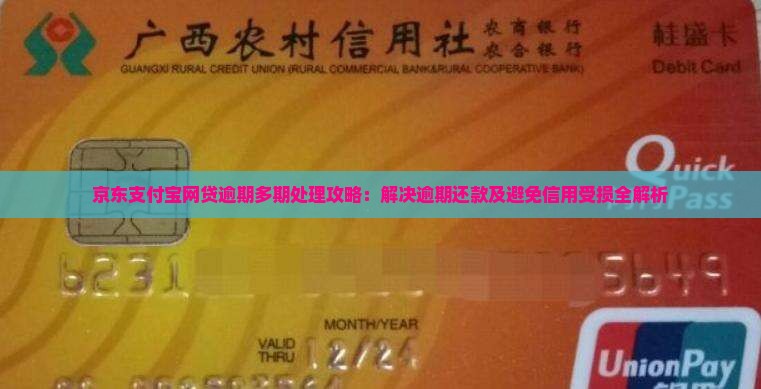 广西农村信用社 农商银行 桂盛卡
农合银行
GUANGXI RURAL CREDIT UNION (RURAL COMMERCIAL BANK&RURAL COOPERATIVE BANK) Debit Card
Quick
京东支付宝网贷逾期多期处理攻略：解决逾期还款及避免信用受损全解析
Pass
6231 5649
MONTH/YEAR
VALID
THRU 12/24
UnionPay
银联